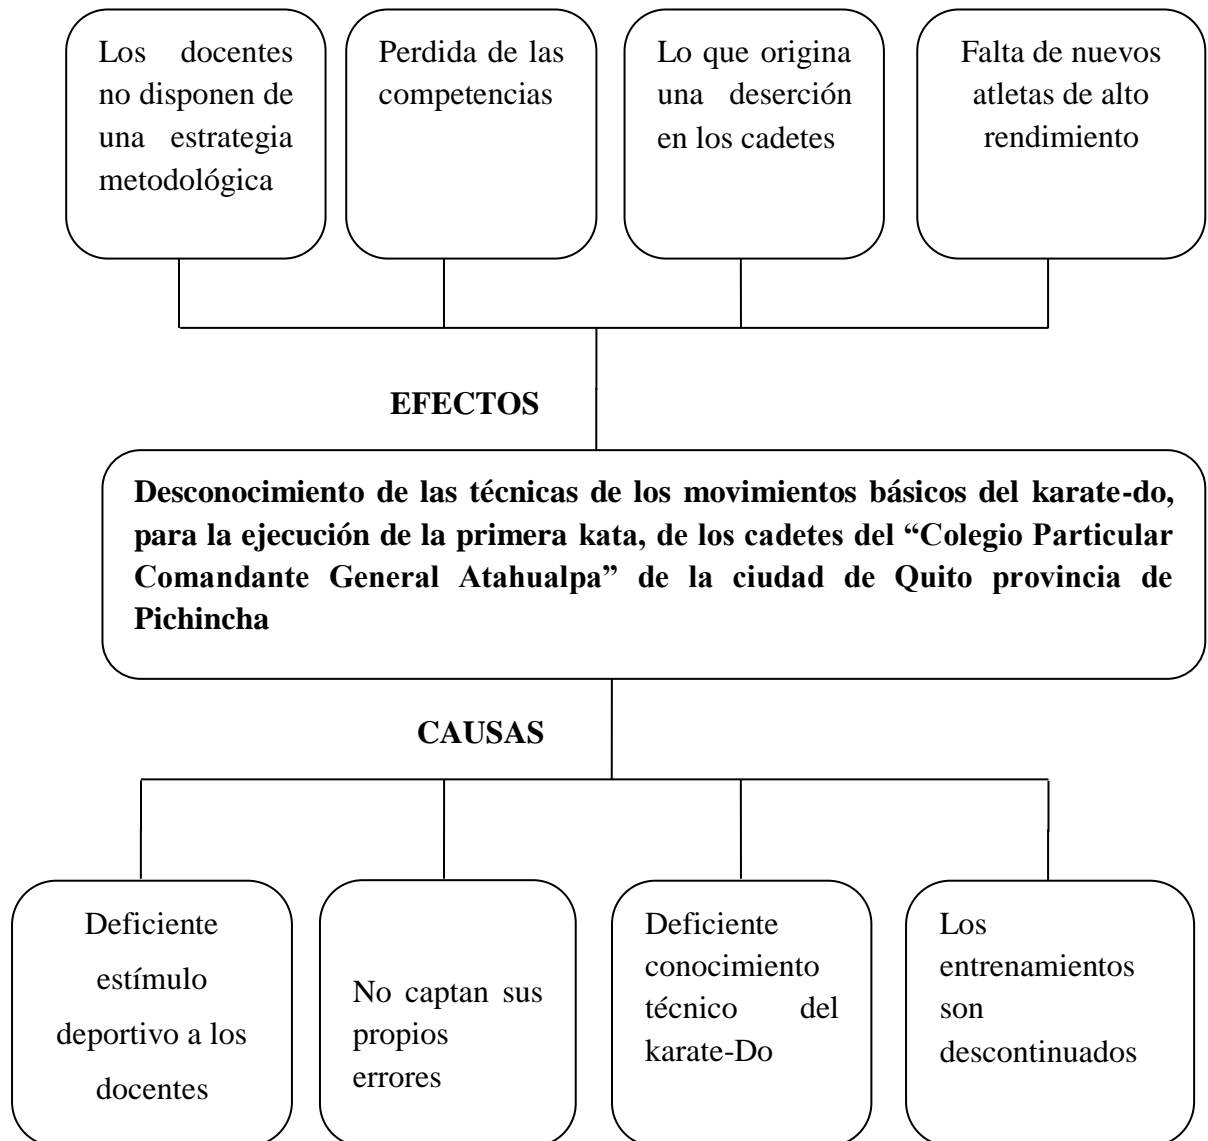 Los docentes
no disponen de
una estrategia
metodológica
Perdida de las
competencias
Lo que origina
una deserción
en los cadetes
Falta de nuevos
atletas de alto
rendimiento
EFECTOS
Desconocimiento de las técnicas de los movimientos básicos del karate-do,
para la ejecución de la primera kata, de los cadetes del “Colegio Particular
Comandante General Atahualpa” de la ciudad de Quito provincia de
Pichincha
CAUSAS
Deficiente
estímulo
deportivo a los
docentes
No captan sus
propios
errores
Deficiente
conocimiento
técnico del
karate-Do
Los
entrenamientos
son
descontinuados